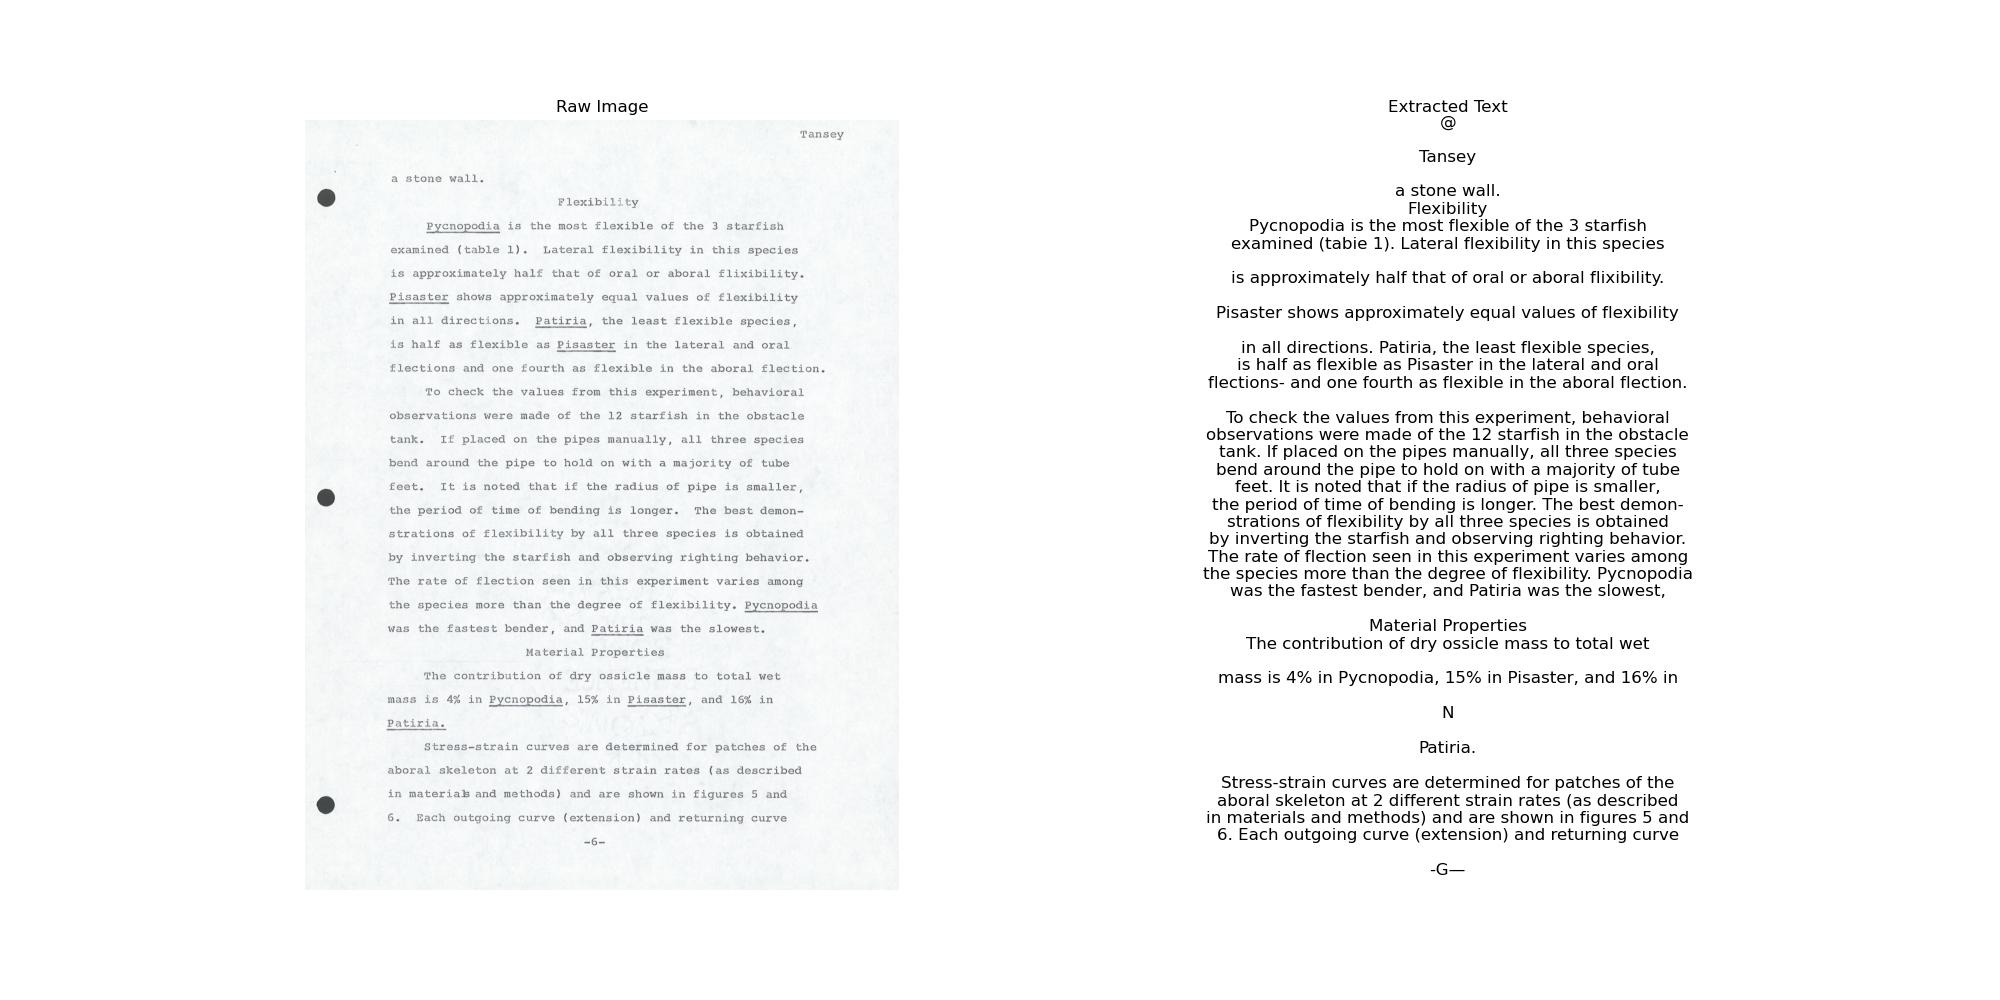 Raw Image
Tansey
a stone wall.
Flexibility
Pycnopodia is the most flexible of the 3 starfish
examined (table 1). Lateral flexibility in this species
is approximately half that of oral or aboral flixibility.
Pisaster shows approximately equal values of flexibility
in all directions. Patiria, the least flexible species,
is half as flexible as Pisaster in the lateral and oral
flections and one fourth as flexible in the aboral flection.
To check the values from this experiment, behavioral
observations were made of the 12 starfish in the obstacle
tank. If placed on the pipes manually, all three species
bend around the pipe to hold on with a majority of tube
feet. It is noted that if the radius of pipe is smaller,
the period of time of bending is longer. The best demon-
strations of flexibility by all three species is obtained
by inverting the starfish and observing righting behavior.
The rate of flection seen in this experiment varies among
the species more than the degree of flexibility. Pycnopodia
was the fastest bender, and Patiria was the slowest.
Material Properties
The contribution of dry ossicle mass to total wet
mass is 4% in Pycnopodia, 15% in Pisaster, and 16% in
Patiria.
Stress-strain curves are determined for patches of the
aboral skeleton at 2 different strain rates (as described
in materials and methods) and are shown in figures 5 and
6. Each outgoing curve (extension) and returning curve
-6-
Extracted Text
@
Tansey
a stone wall.
Flexibility
Pycnopodia is the most flexible of the 3 starfish
examined (tabie 1). Lateral flexibility in this species
is approximately half that of oral or aboral flixibility.
Pisaster shows approximately equal values of flexibility
in all directions. Patiria, the least flexible species,
is half as flexible as Pisaster in the lateral and oral
flections- and one fourth as flexible in the aboral flection.
To check the values from this experiment, behavioral
observations were made of the 12 starfish in the obstacle
tank. If placed on the pipes manually, all three species
bend around the pipe to hold on with a majority of tube
feet. It is noted that if the radius of pipe is smaller,
the period of time of bending is longer. The best demon-
strations of flexibility by all three species is obtained
by inverting the starfish and observing righting behavior.
The rate of flection seen in this experiment varies among
the species more than the degree of flexibility. Pycnopodia
was the fastest bender, and Patiria was the slowest,
Material Properties
The contribution of dry ossicle mass to total wet
mass is 4% in Pycnopodia, 15% in Pisaster, and 16% in
N
Patiria.
Stress-strain curves are determined for patches of the
aboral skeleton at 2 different strain rates (as described
in materials and methods) and are shown in figures 5 and
6. Each outgoing curve (extension) and returning curve
-G—